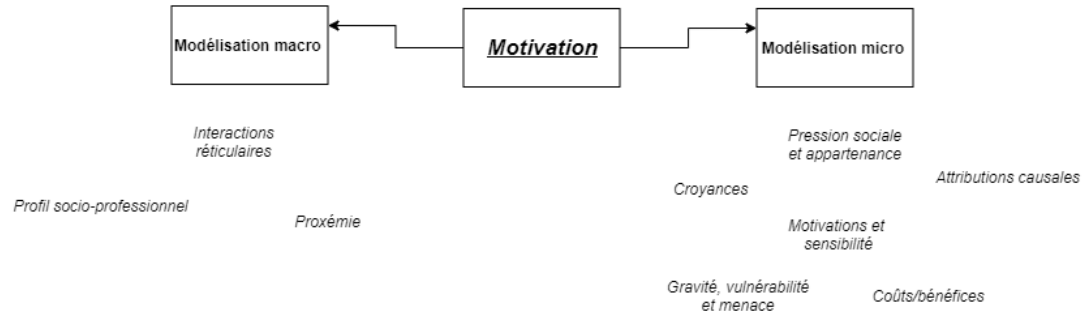 Modélisation macro
Motivation
Modélisation micro
Interactions
réticulaires
Profil socio-professionnel
Proxémie
Pression sociale
et appartenance
Croyances
Attributions causales
Motivations et
sensibilité
Gravité, vulnérabilité
et menace
Coûts/bénéfices